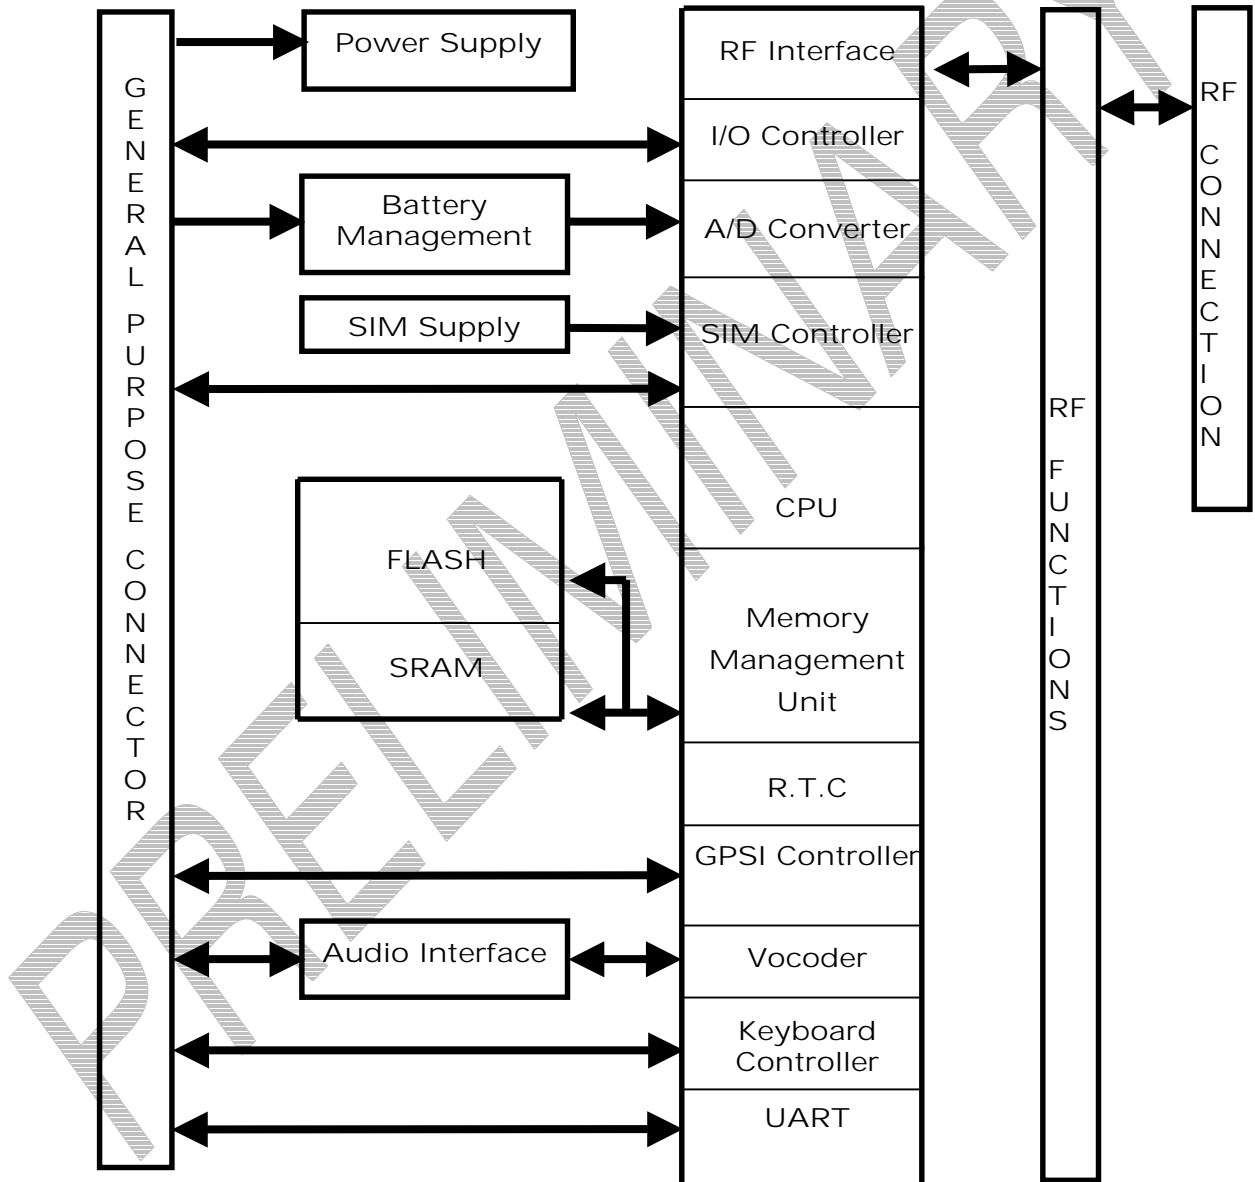 GENERAL PURPOSE CONNECTOR
Power Supply
Battery
Management
SIM Supply
FLASH
SRAM
Audio Interface
RF Interface
I/O Controller
A/D Converter
SIM Controller
CPU
Memory
Management
Unit
R.T.C
GPSI Controller
Vocoder
Keyboard
Controller
UART
RF FUNCTIONS
RF CONNECTION
PRELIMINARY